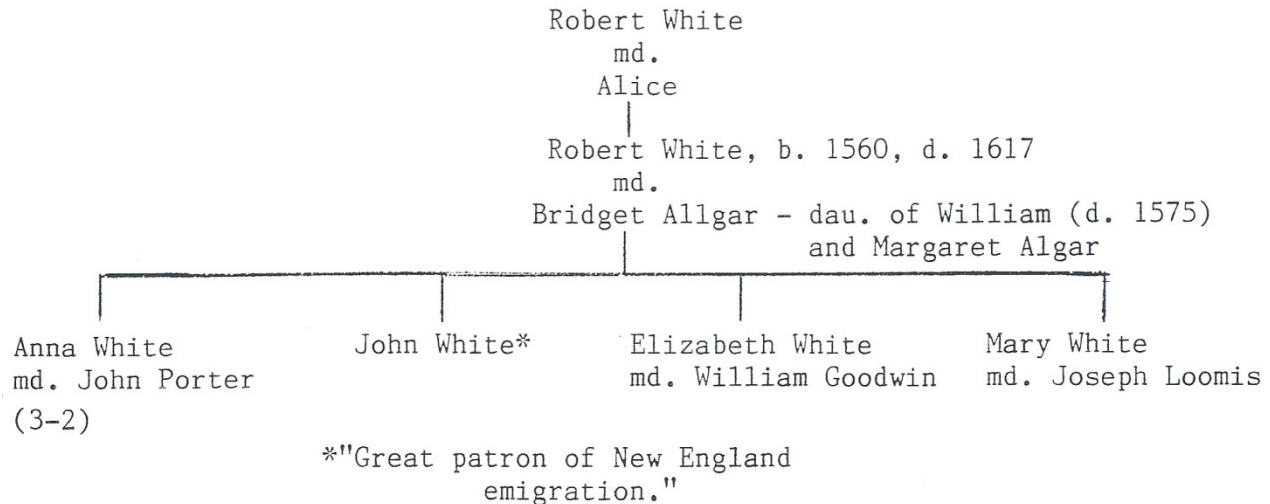 Robert White
md.
Alice
Robert White, b. 1560, d. 1617
md.
Bridget Allgar - dau. of William (d. 1575)
and Margaret Algar
Anna White
md. John Porter
(3-2)
John White*
Elizabeth White
md. William Goodwin
Mary White
md. Joseph Loomis
*"Great patron of New England
emigration."